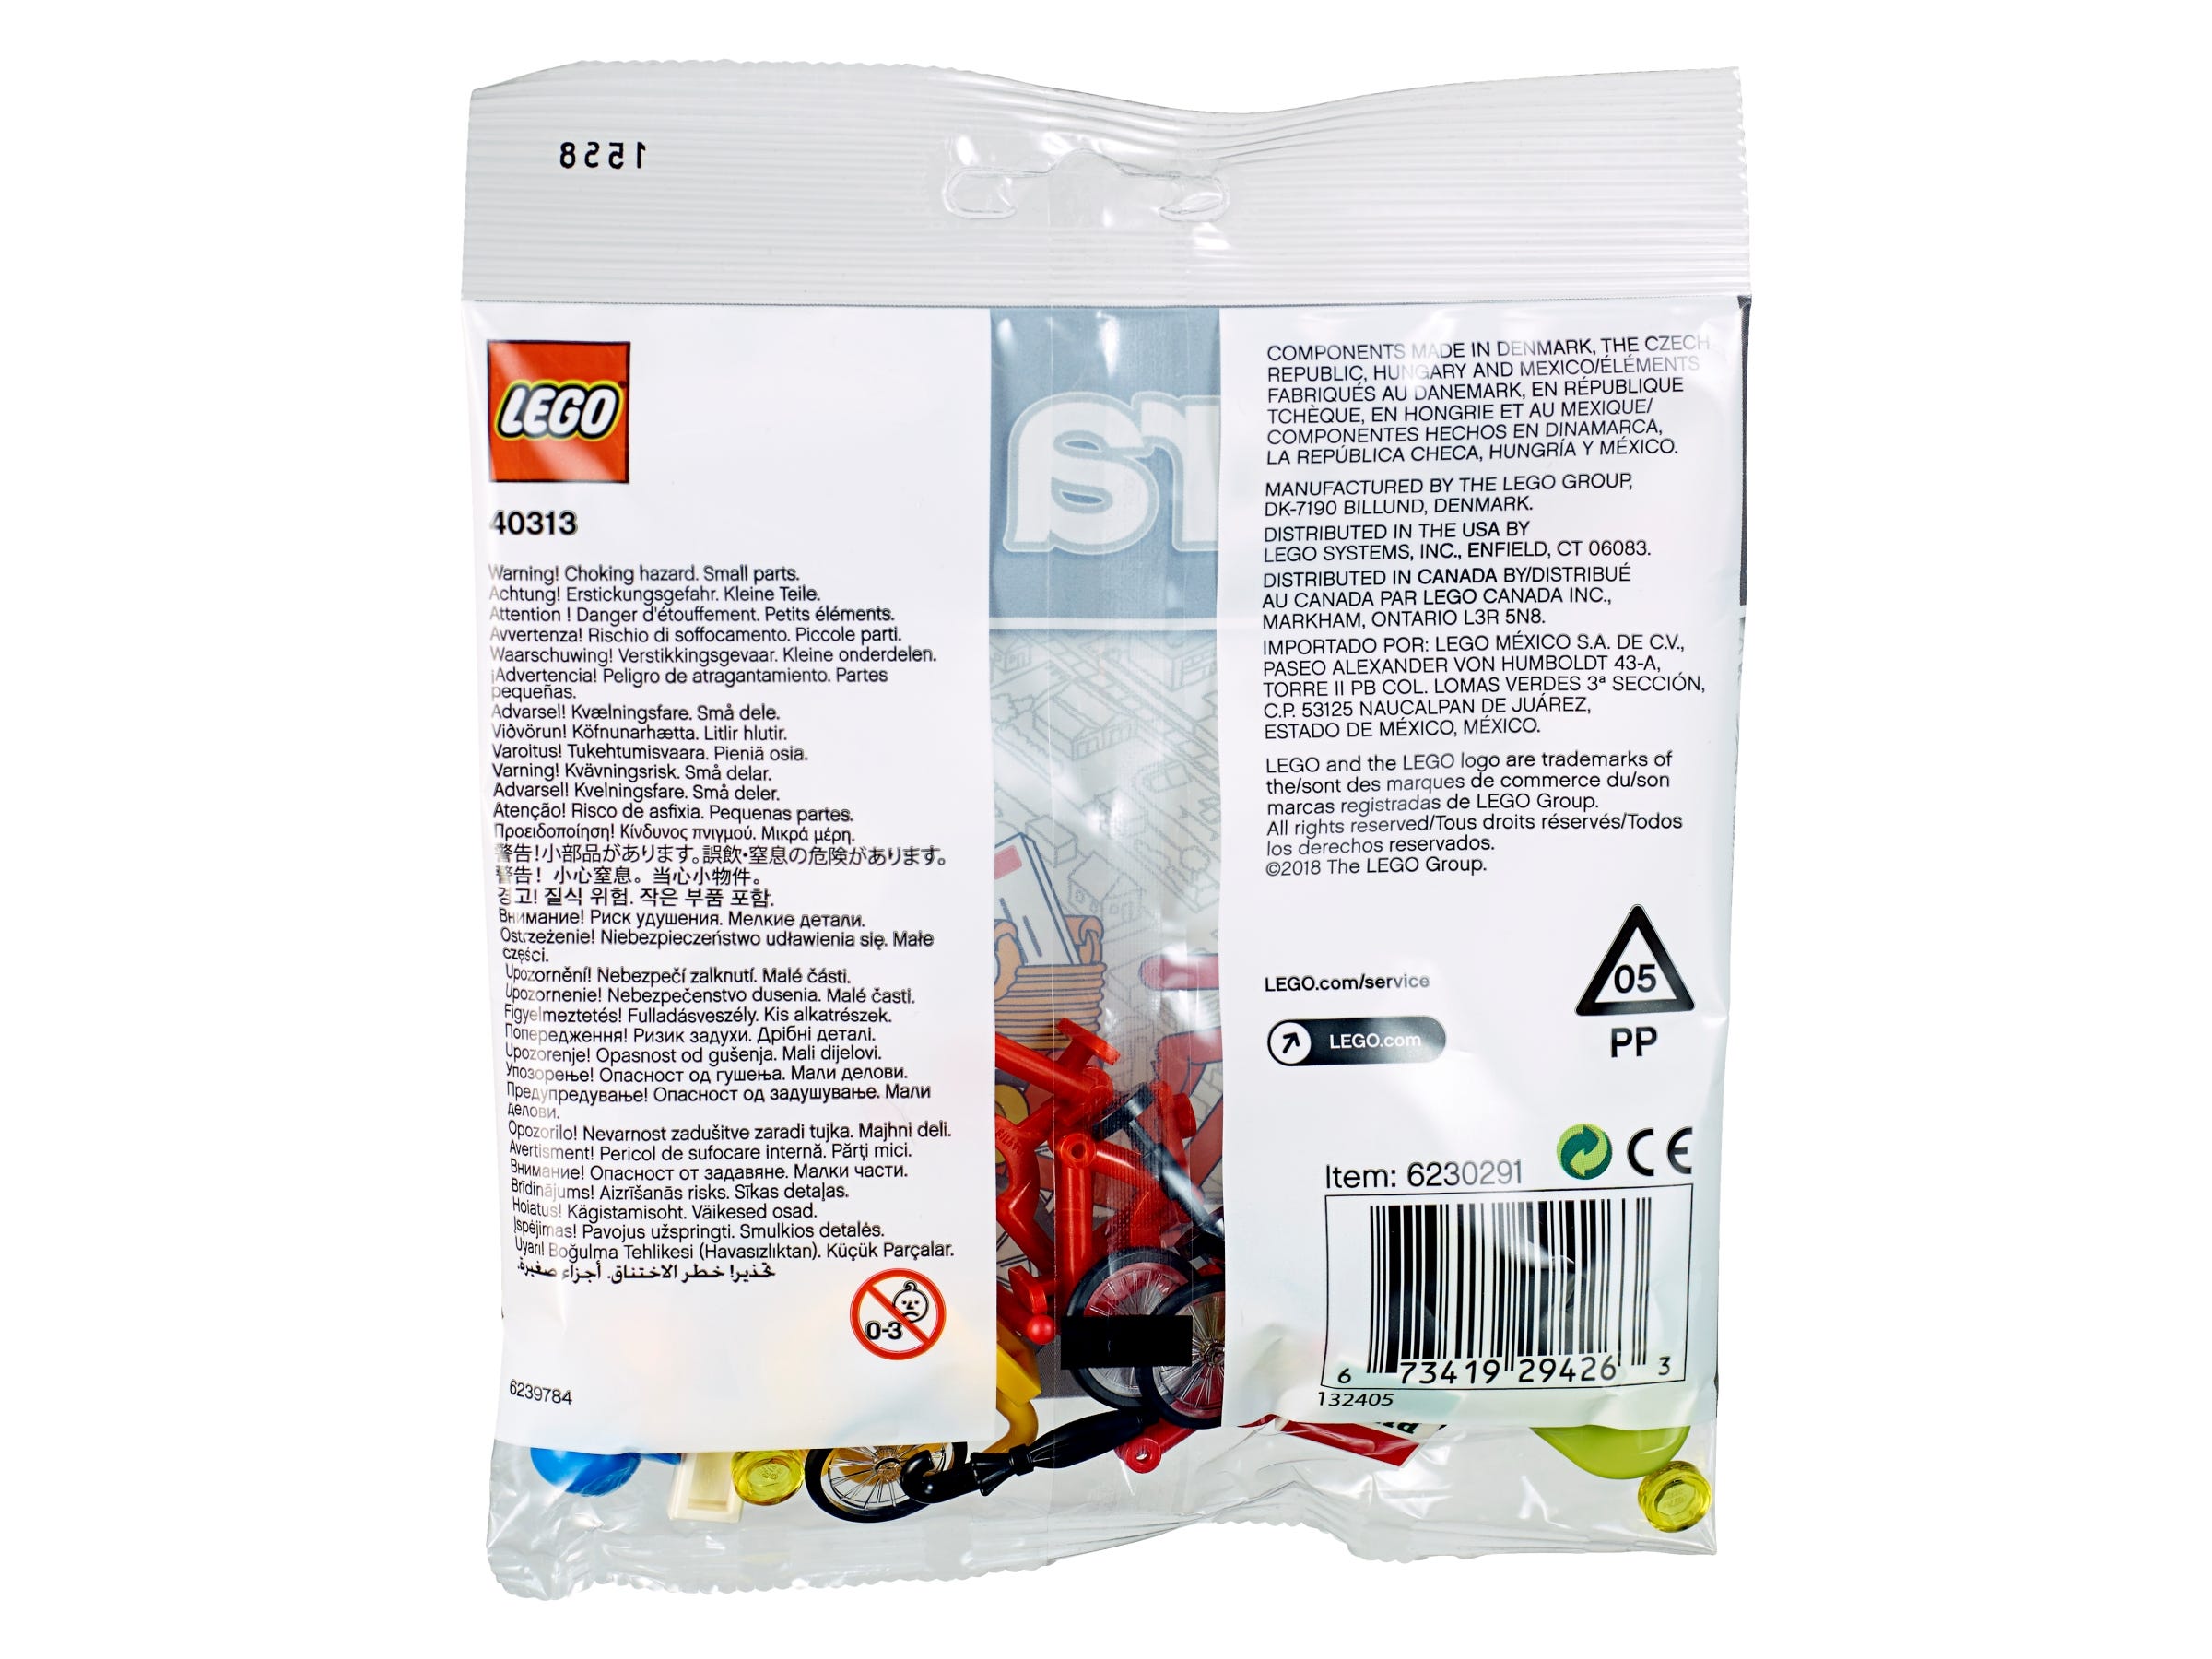 1558
LEGO
40313
Warning! Choking hazard. Small parts.
Achtung! Erstickungsgefahr. Kleine Teile.
Attention ! Danger d'étouffement. Petits éléments.
Avvertenza! Rischio di soffocamento. Piccole parti.
Waarschuwing! Verstikkingsgevaar. Kleine onderdelen.
¡Advertencia! Peligro de atragantamiento. Partes
pequeñas.
Advarsel! Kvælningsfare. Små dele.
Viðvörun! Köfnunarhætta. Litlir hlutir.
Varoitus! Tukehtumisvaara. Pieniä osia.
Varning! Kvävningsrisk. Små delar.
Advarsel! Kvelningsfare. Små deler.
Atenção! Risco de asfixia. Pequenas partes.
Προειδοποίηση! Κίνδυνος πνιγμού. Μικρά μέρη.
警告!小部品があります。誤飲・窒息の危険があります。
警告! 小心窒息。当心小物件。
경고! 질식 위험. 작은 부품 포함.
Внимание! Риск удушения. Мелкие детали.
Ostrzeżenie! Niebezpieczeństwo udławienia się. Małe
części.
Upozornění! Nebezpečí zalknutí. Malé části.
Upozornenie! Nebezpečenstvo dusenia. Malé časti.
Figyelmeztetés! Fulladásveszély. Kis alkatrészek.
Попередження! Ризик задухи. Дрібні деталі.
Upozorenje! Opasnost od gušenja. Mali dijelovi.
Упозорење! Опасност од гушења. Мали делови.
Предупредување! Опасност од задушување. Мали
делови.
Opozorilo! Nevarnost zadušitve zaradi tujka. Majhni deli.
Avertisment! Pericol de sufocare internă. Părţi mici.
Внимание! Опасност от задавяне. Малки части.
Brīdinājums! Aizrīšanās risks. Sīkas detaļas.
Hoiatus! Kägistamisoht. Väikesed osad.
Įspėjimas! Pavojus užspringti. Smulkios detalės.
Uyarı! Boğulma Tehlikesi (Havasızlıktan). Küçük Parçalar.
تحذير! خطر الاختناق. أجزاء صغيرة.
0-3
6239784
COMPONENTS MADE IN DENMARK, THE CZECH
REPUBLIC, HUNGARY AND MEXICO/ÉLÉMENTS
FABRIQUÉS AU DANEMARK, EN RÉPUBLIQUE
TCHÈQUE, EN HONGRIE ET AU MEXIQUE/
COMPONENTES HECHOS EN DINAMARCA,
LA REPÚBLICA CHECA, HUNGRÍA Y MÉXICO.
MANUFACTURED BY THE LEGO GROUP,
DK-7190 BILLUND, DENMARK.
DISTRIBUTED IN THE USA BY
LEGO SYSTEMS, INC., ENFIELD, CT 06083.
DISTRIBUTED IN CANADA BY/DISTRIBUÉ
AU CANADA PAR LEGO CANADA INC.,
MARKHAM, ONTARIO L3R 5N8.
IMPORTADO POR: LEGO MÉXICO S.A. DE C.V.,
PASEO ALEXANDER VON HUMBOLDT 43-A,
TORRE II PB COL. LOMAS VERDES 3ª SECCIÓN,
C.P. 53125 NAUCALPAN DE JUÁREZ,
ESTADO DE MÉXICO, MÉXICO.
LEGO and the LEGO logo are trademarks of
the/sont des marques de commerce du/son
marcas registradas de LEGO Group.
All rights reserved/Tous droits réservés/Todos
los derechos reservados.
©2018 The LEGO Group.
LEGO.com/service
LEGO.com
05
PP
CE
Item: 6230291
6 73419 29426 3
132405